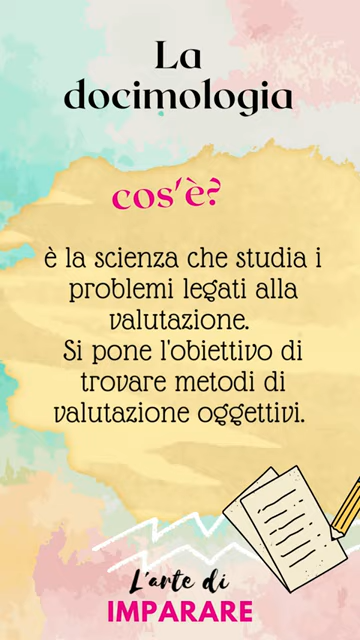 La
docimologia
cos'è?
è la scienza che studia i
problemi legati alla
valutazione.
Si pone l'obiettivo di
trovare metodi di
valutazione oggettivi.
L'arte di
IMPARARE